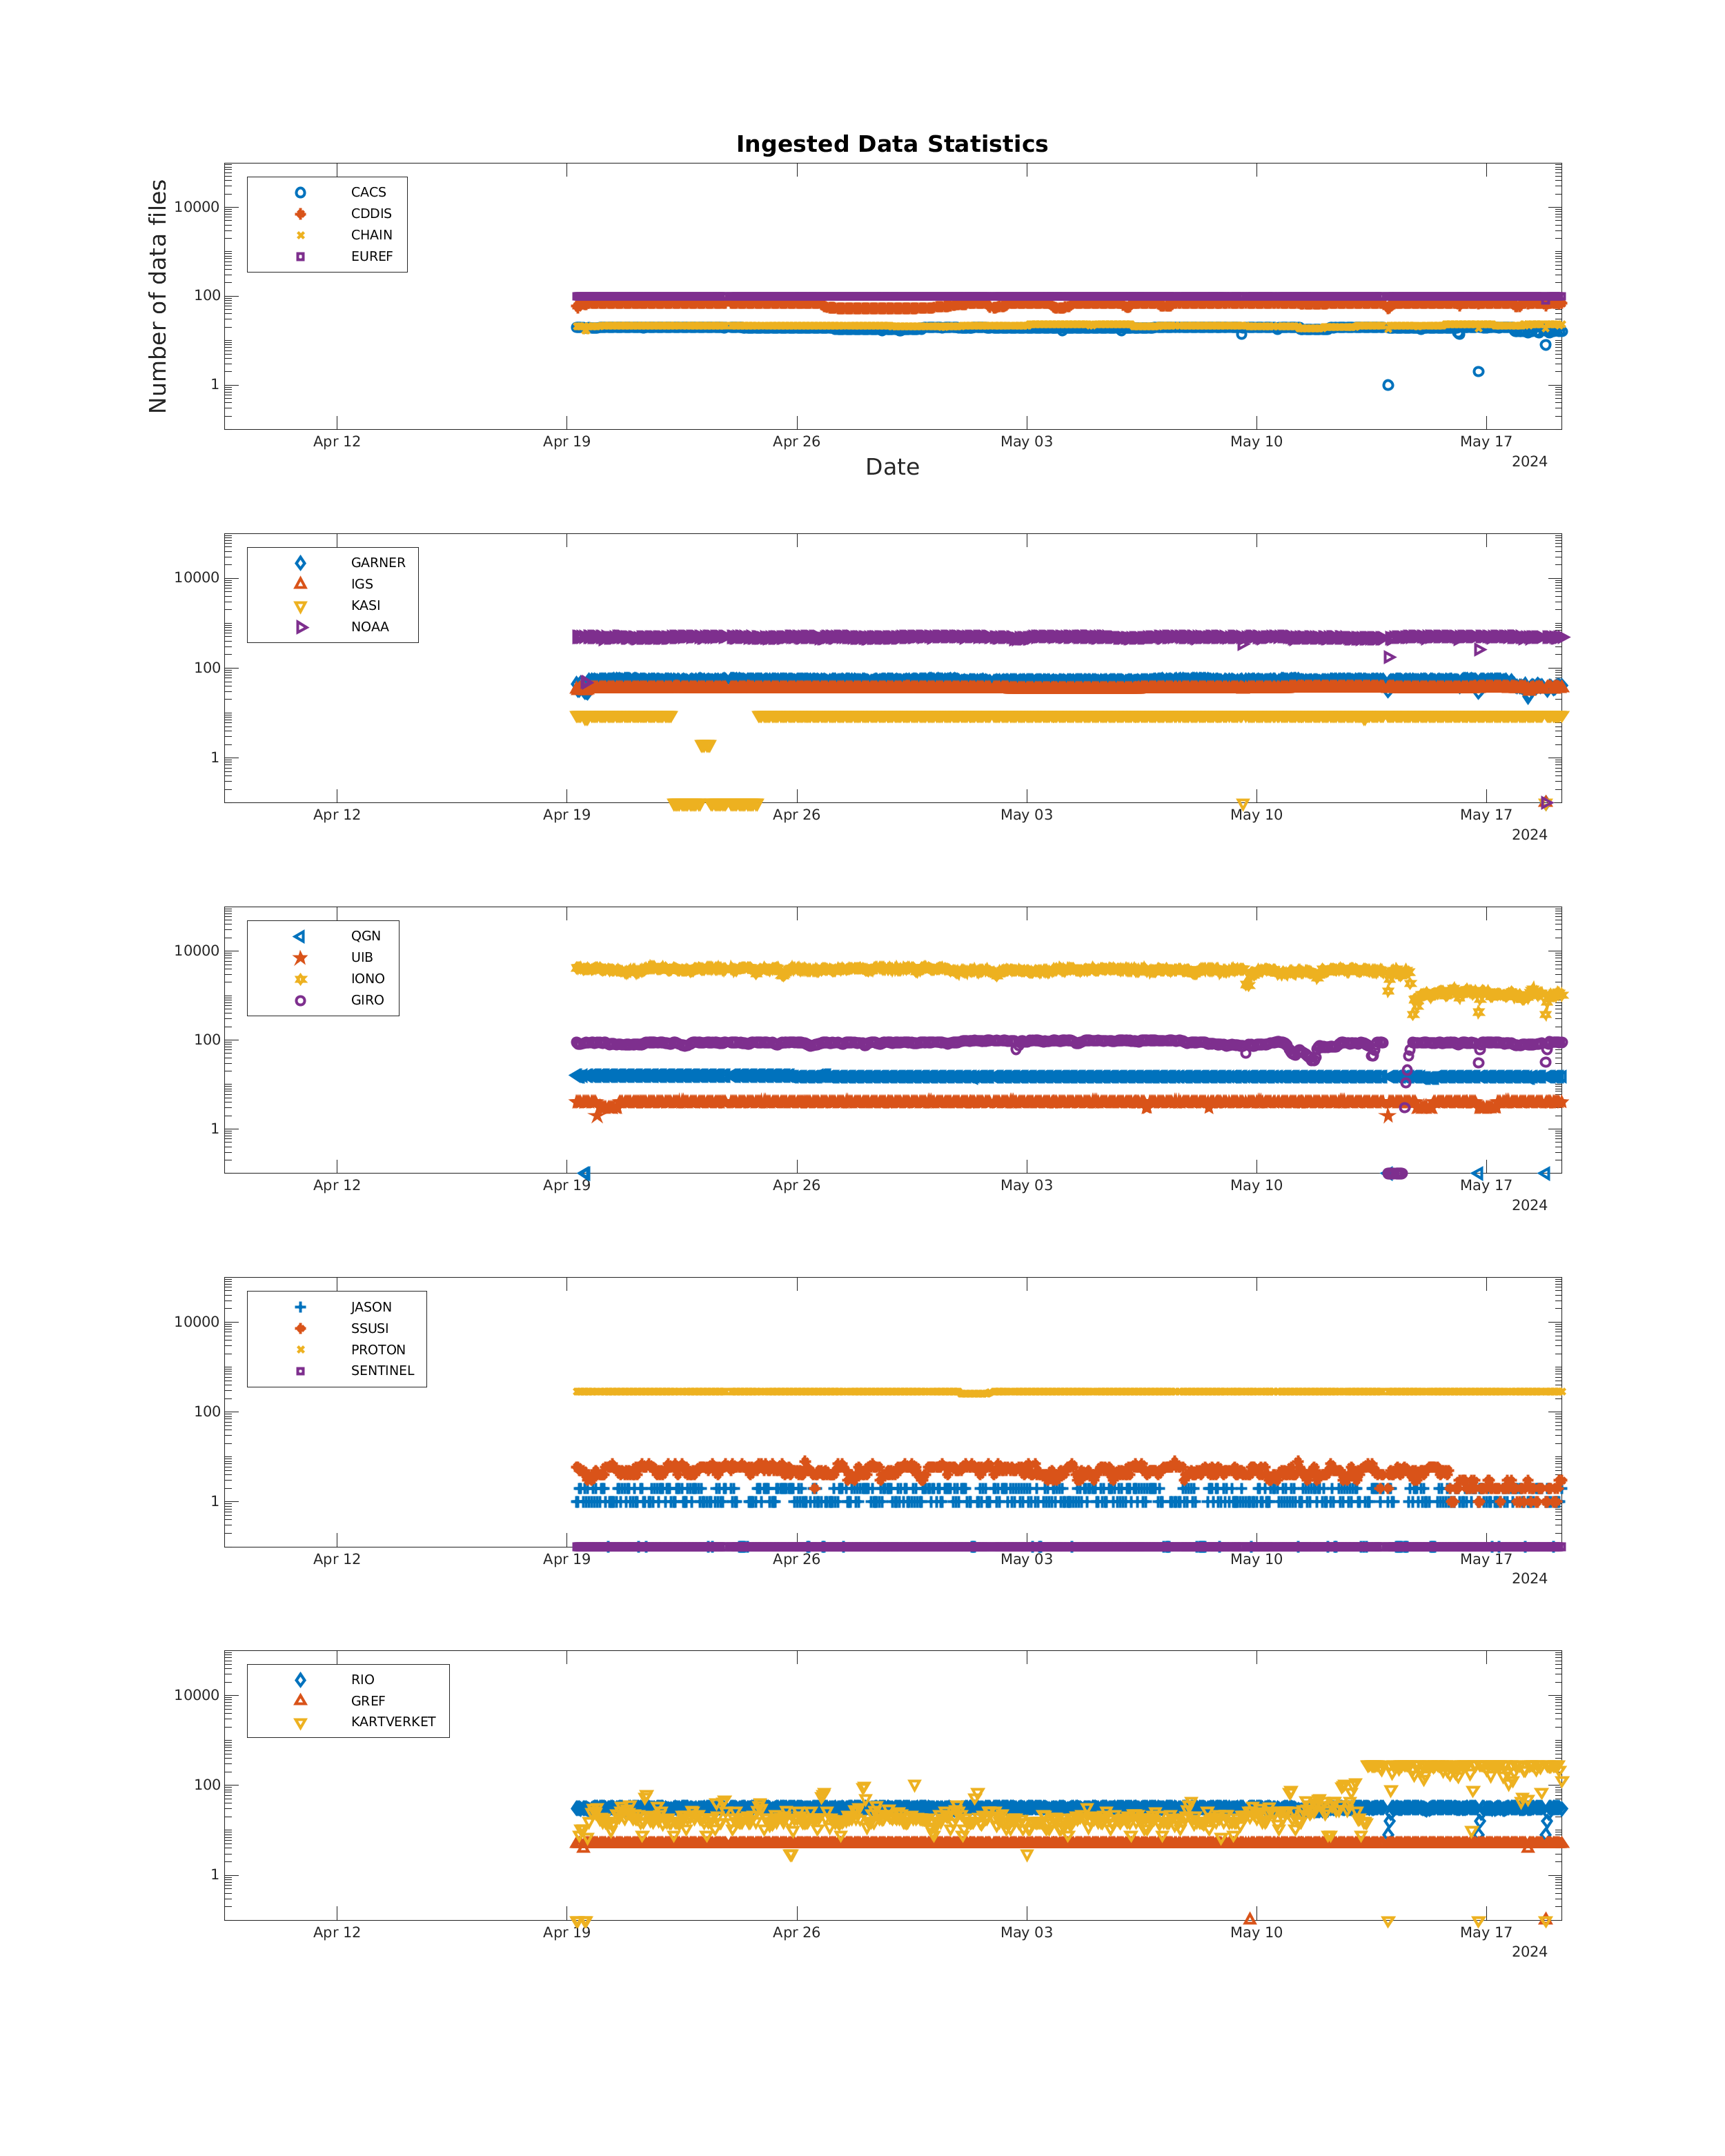 Ingested Data Statistics
Number of data files
10000
100
1
CACS
CDDIS
CHAIN
EUREF
Apr 12 Apr 19 Apr 26 May 03 May 10 May 17
2024
Date
10000
100
1
GARNER
IGS
KASI
NOAA
Apr 12 Apr 19 Apr 26 May 03 May 10 May 17
2024
10000
100
1
QGN
UIB
IONO
GIRO
Apr 12 Apr 19 Apr 26 May 03 May 10 May 17
2024
10000
100
1
JASON
SSUSI
PROTON
SENTINEL
Apr 12 Apr 19 Apr 26 May 03 May 10 May 17
2024
10000
100
1
RIO
GREF
KARTVERKET
Apr 12 Apr 19 Apr 26 May 03 May 10 May 17
2024